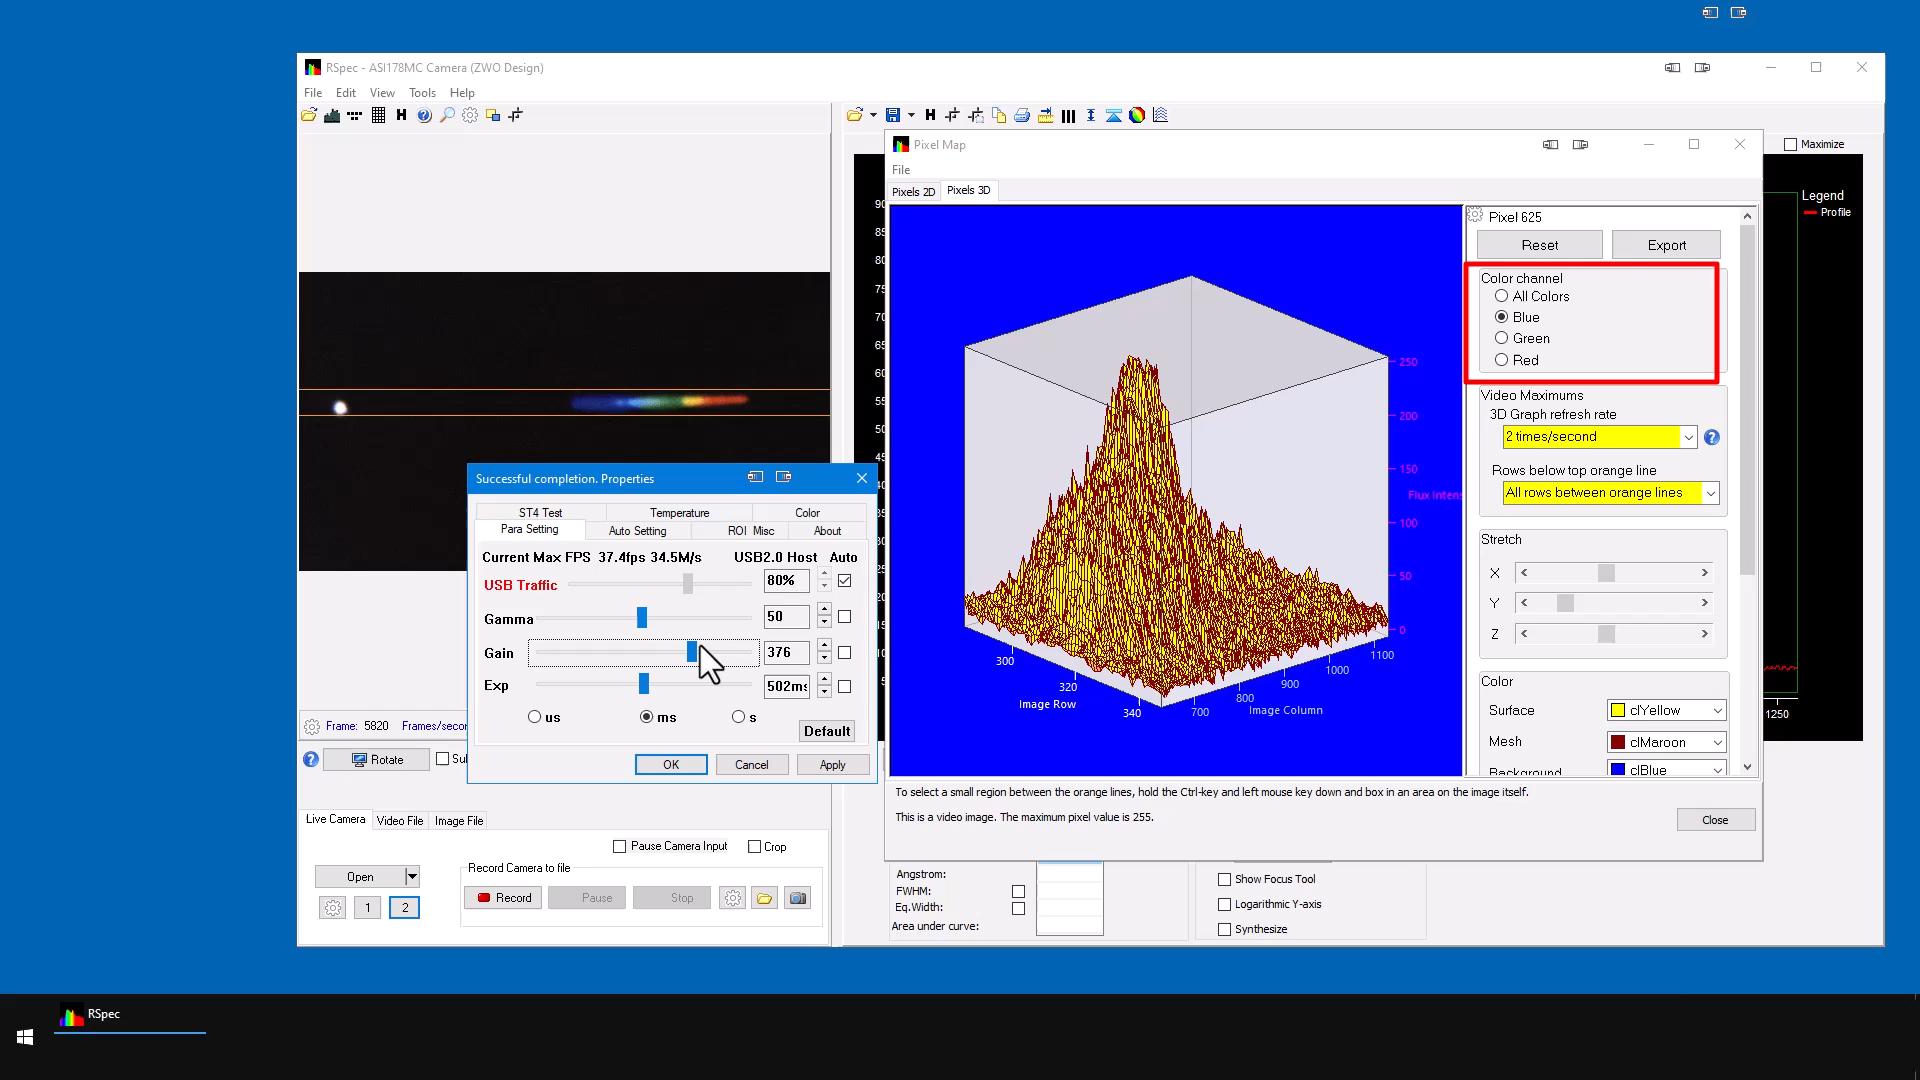 RSpec - ASI178MC Camera (ZWO Design)
File Edit View Tools Help
Pixel Map
Maximize
File
Pixels 2D Pixels 3D
Legend
Profile
Pixel 625
Reset Export
Color channel
All Colors
Blue
Green
Red
Video Maximums
3D Graph refresh rate
2 times/second
Rows below top orange line
All rows between orange lines
Stretch
X
Y
Z
Color
Surface clYellow
Mesh clMaroon
Background clBlue
250
200
150
Flux Intens
100
50
0
300
320
340
Image Row
700
800
900
1000
1100
Image Column
1250
Successful completion. Properties
ST4 Test Temperature Color
Para Setting Auto Setting ROI Misc About
Current Max FPS 37.4fps 34.5M/s USB2.0 Host Auto
USB Traffic 80%
Gamma 50
Gain 376
Exp 502ms
us ms s
Default
OK Cancel Apply
Frame: 5820 Frames/secon
Rotate Su
To select a small region between the orange lines, hold the Ctrl-key and left mouse key down and box in an area on the image itself.
This is a video image. The maximum pixel value is 255.
Close
Live Camera Video File Image File
Pause Camera Input Crop
Open
1 2
Record Camera to file
Record Pause Stop
Angstrom:
FWHM:
Eq.Width:
Area under curve:
Show Focus Tool
Logarithmic Y-axis
Synthesize
RSpec